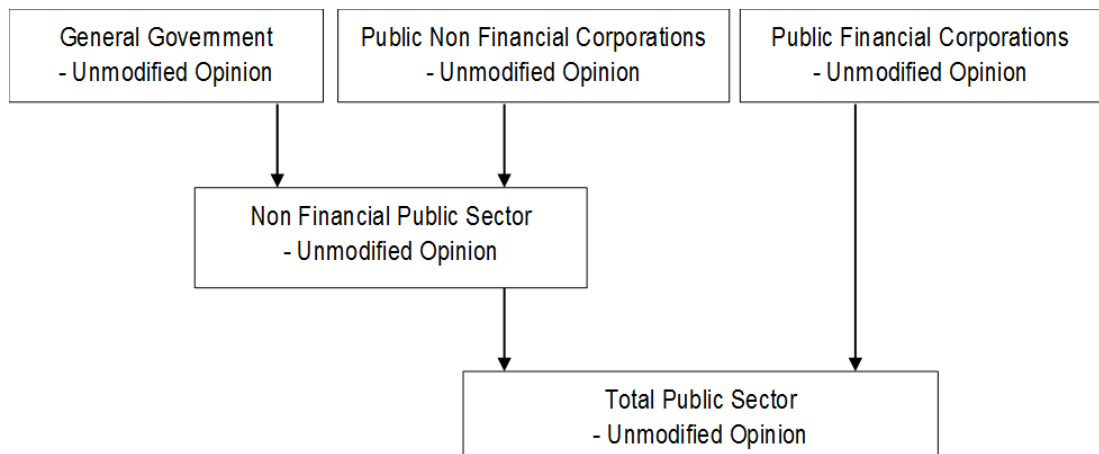 General Government
- Unmodified Opinion
Public Non Financial Corporations
- Unmodified Opinion
Public Financial Corporations
- Unmodified Opinion
Non Financial Public Sector
- Unmodified Opinion
Total Public Sector
- Unmodified Opinion